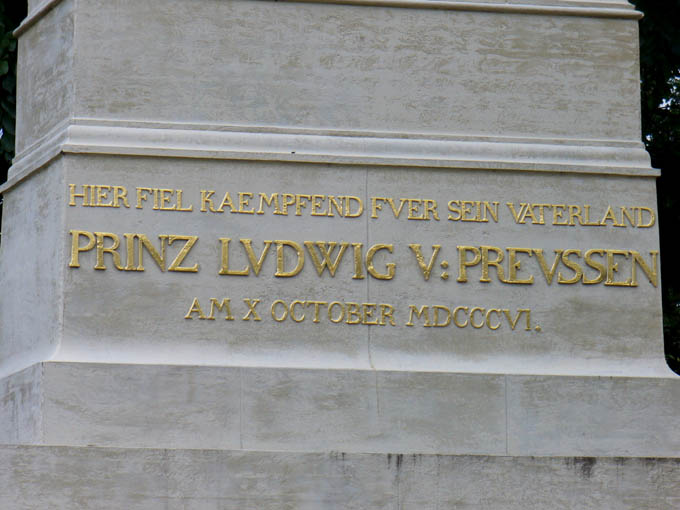 HIER FIEL KAEMPFEND FVER SEIN VATERLAND
PRINZ LVDWIG V: PREVSSEN
AM X OCTOBER MDCCCVI.